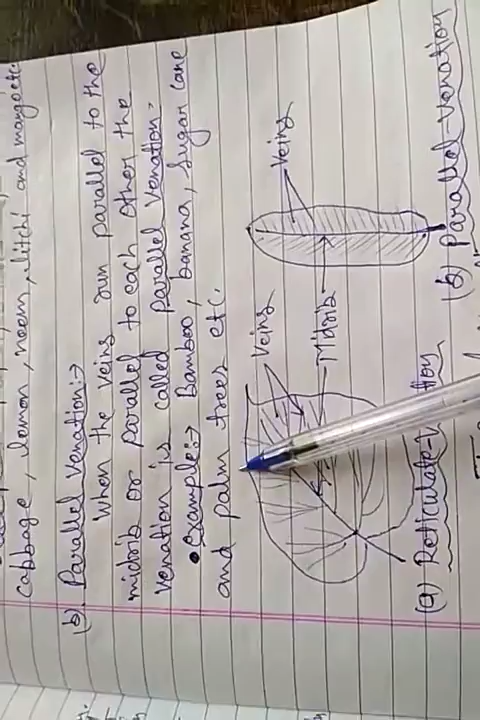 cabbage, lemon, neem, litchi and mango etc.
(b) Parallel Venation:→
When the veins run parallel to the
midrib or parallel to each other the
Venation is called parallel Venation.
• Example:→ Bamboo, banana, Sugar cane
and palm trees etc.
Veins
Midrib
Veins
(a) Reticulate-
(b) Parallel-Venation